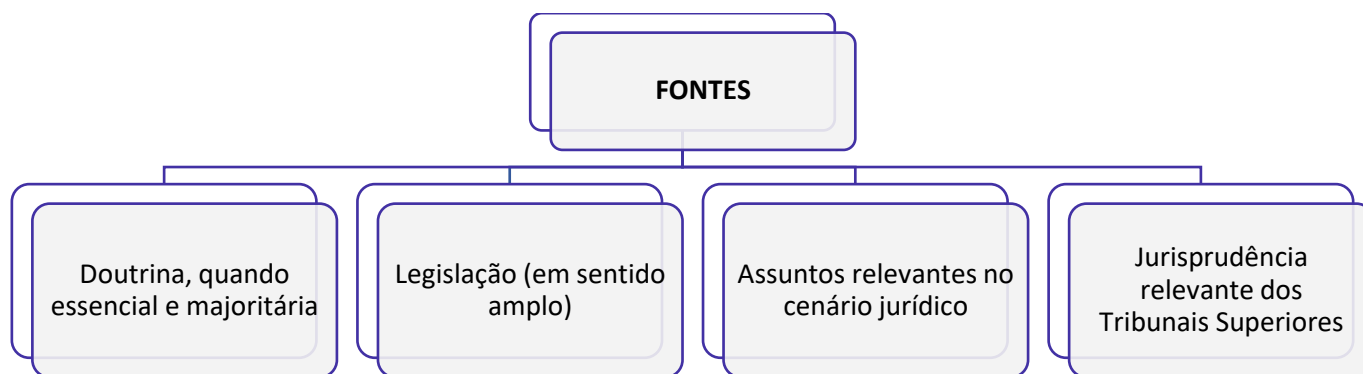 FONTES
Doutrina, quando
essencial e majoritária
Legislação (em sentido
amplo)
Assuntos relevantes no
cenário jurídico
Jurisprudência
relevante dos
Tribunais Superiores